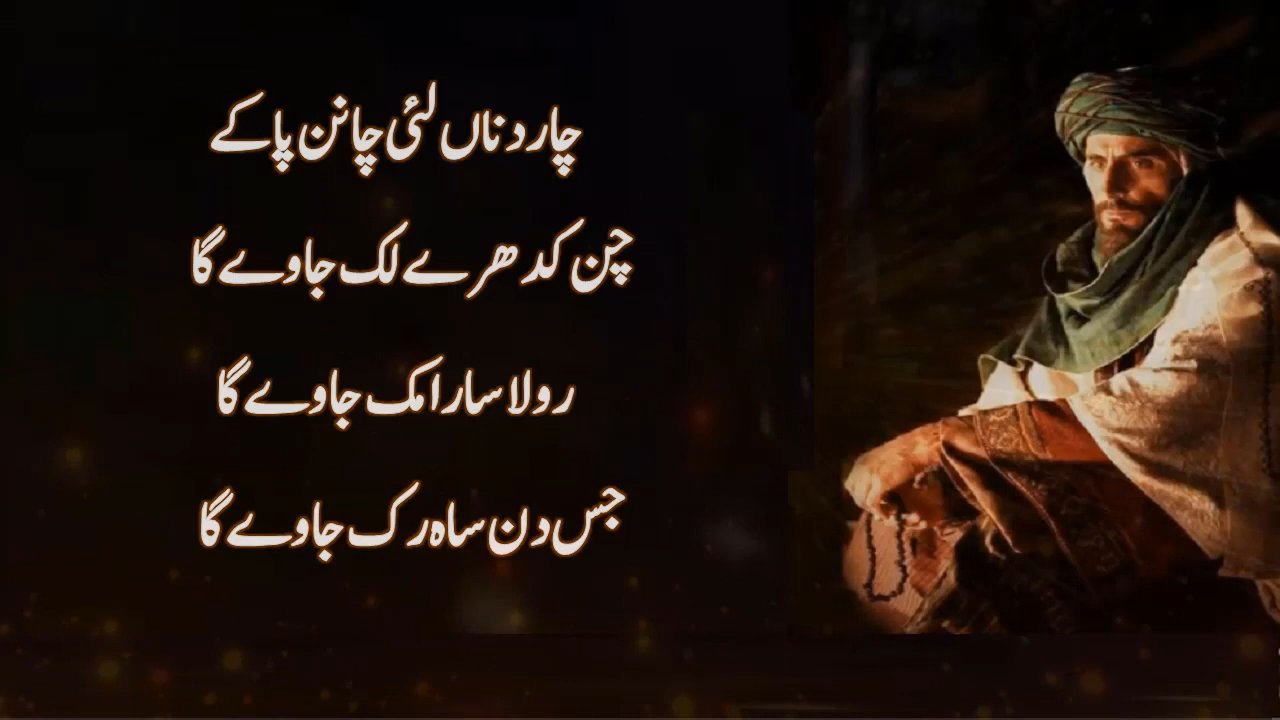 چار دناں لئی چانن پا کے
چن کدھرے لک جاوے گا
رولا سارا مک جاوے گا
جس دن ساہ رک جاوے گا